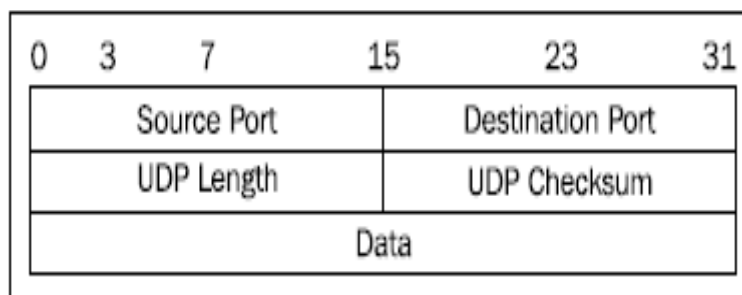 0 3 7 15 23 31
Source Port Destination Port
UDP Length UDP Checksum
Data